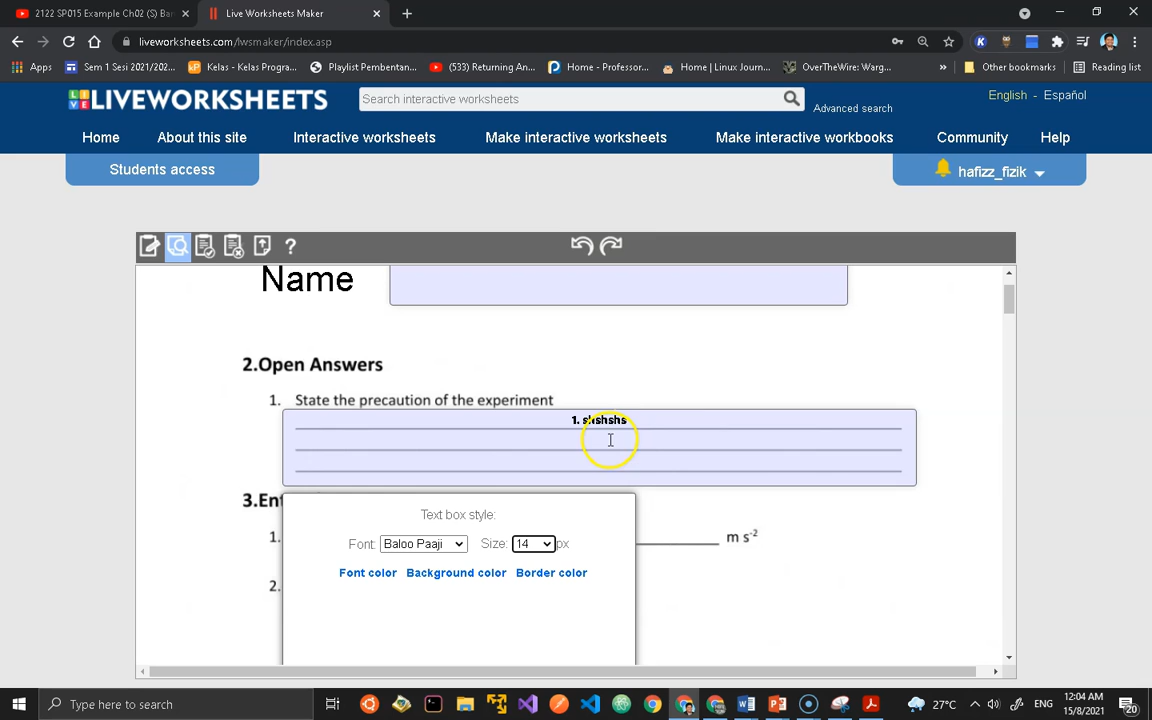 2122 SP015 Example Ch02 (S) Ba
Live Worksheets Maker
liveworksheets.com/lwsmaker/index.asp
Apps
Sem 1 Sesi 2021/202...
Kelas - Kelas Progra...
Playlist Pembentan...
(533) Returning An...
Home - Professor...
Home | Linux Journ...
OverTheWire: Warg...
»
Other bookmarks
Reading list
LIVEWORKSHEETS
Search interactive worksheets
Advanced search
English - Español
Home
About this site
Interactive worksheets
Make interactive worksheets
Make interactive workbooks
Community
Help
Students access
hafizz_fizik
?
Name
2.Open Answers
1. State the precaution of the experiment
1. shshshs
3.En
1.
m s⁻²
2.
Text box style:
Font: Baloo Paaji Size: 14 px
Font color Background color Border color
Type here to search
27°C
ENG
12:04 AM
15/8/2021
20